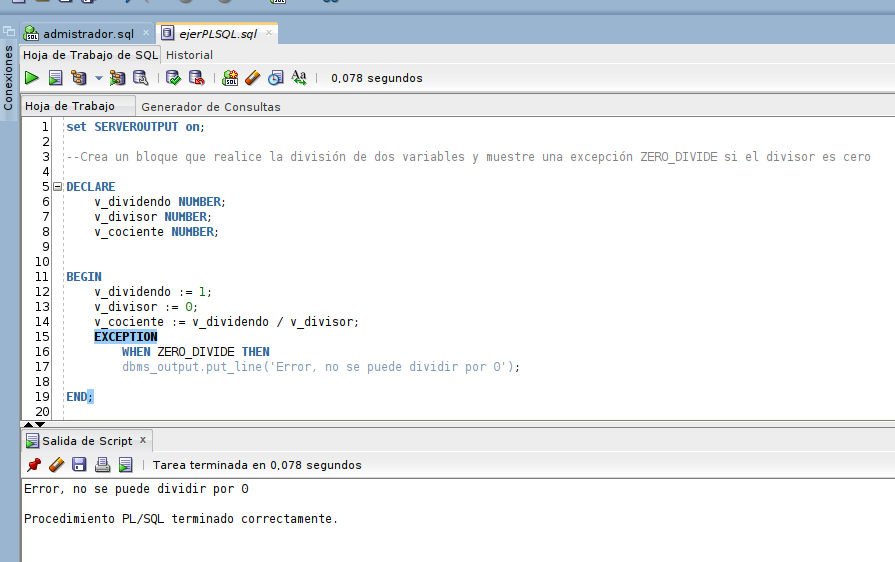 admistrador.sql
ejerPLSQL.sql
Conexiones
Hoja de Trabajo de SQL Historial
0,078 segundos
Hoja de Trabajo Generador de Consultas
1 set SERVEROUTPUT on;
2
3 --Crea un bloque que realice la división de dos variables y muestre una excepción ZERO_DIVIDE si el divisor es cero
4
5 DECLARE
6 v_dividendo NUMBER;
7 v_divisor NUMBER;
8 v_cociente NUMBER;
9
10
11 BEGIN
12 v_dividendo := 1;
13 v_divisor := 0;
14 v_cociente := v_dividendo / v_divisor;
15 EXCEPTION
16 WHEN ZERO_DIVIDE THEN
17 dbms_output.put_line('Error, no se puede dividir por 0');
18
19 END;
20
Salida de Script
Tarea terminada en 0,078 segundos
Error, no se puede dividir por 0
Procedimiento PL/SQL terminado correctamente.